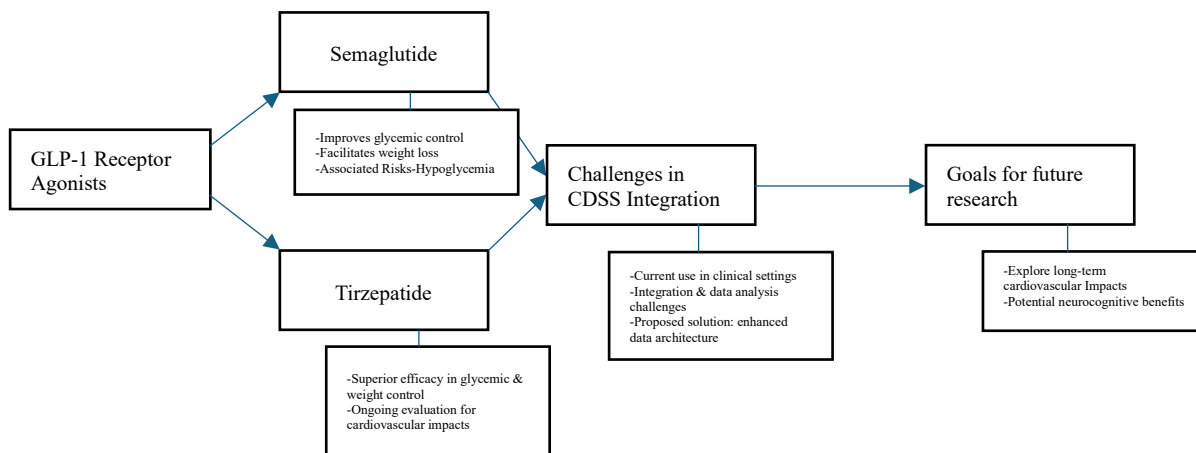 Semaglutide
-Improves glycemic control
-Facilitates weight loss
-Associated Risks-Hypoglycemia
GLP-1 Receptor
Agonists
Tirzepatide
-Superior efficacy in glycemic &
weight control
-Ongoing evaluation for
cardiovascular impacts
Challenges in
CDSS Integration
-Current use in clinical settings
-Integration & data analysis
challenges
-Proposed solution: enhanced
data architecture
Goals for future
research
-Explore long-term
cardiovascular Impacts
-Potential neurocognitive benefits